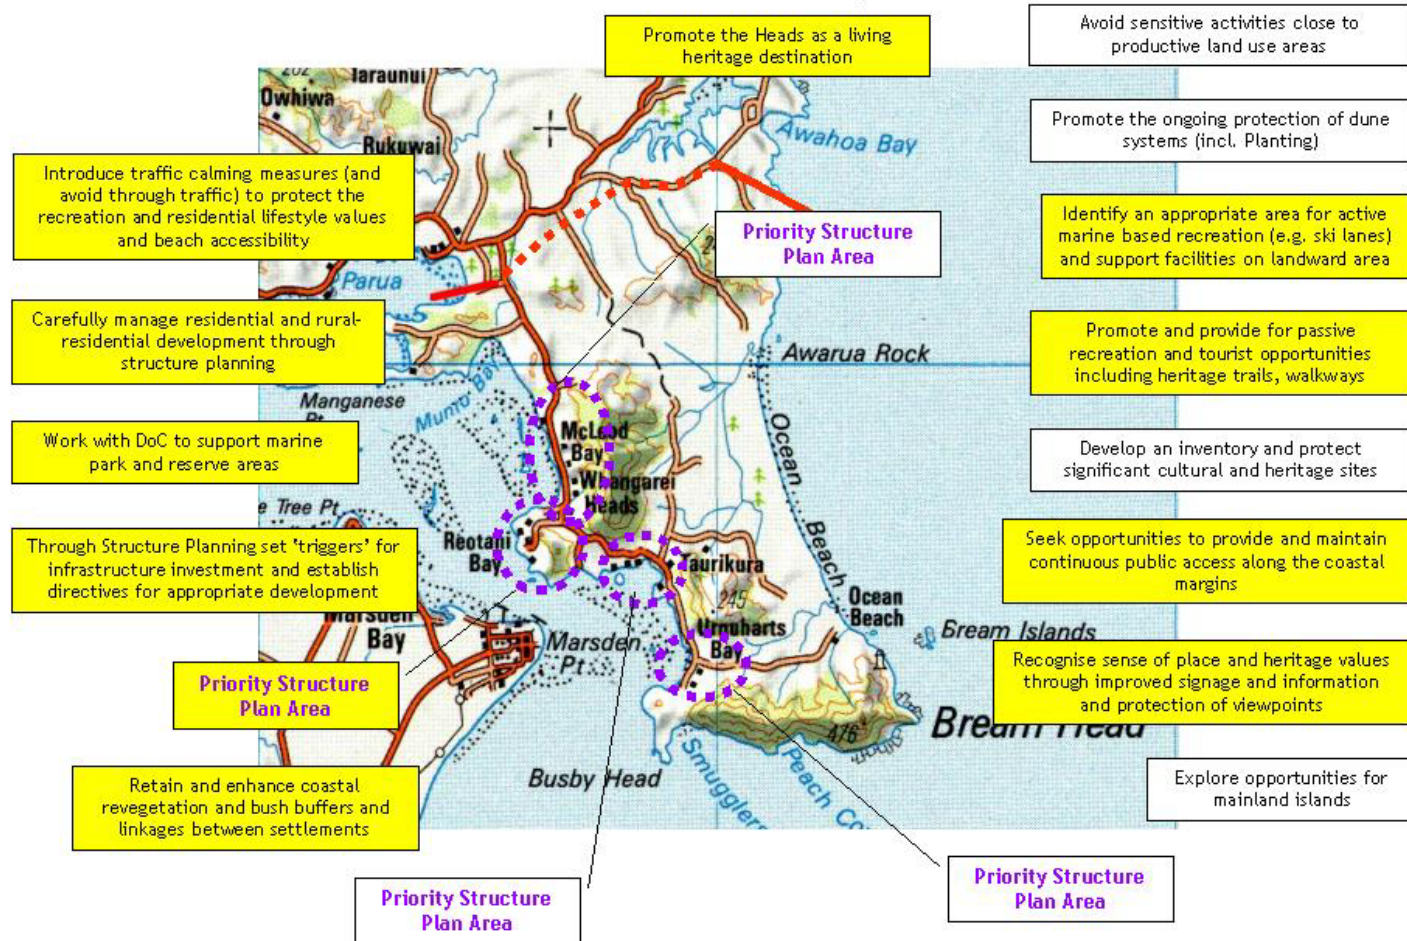 Promote the Heads as a living
heritage destination
Avoid sensitive activities close to
productive land use areas
Taraunui
Owhiwa
Rukuwai
Awahoa Bay
Promote the ongoing protection of dune
systems (incl. Planting)
Introduce traffic calming measures (and
avoid through traffic) to protect the
recreation and residential lifestyle values
and beach accessibility
Identify an appropriate area for active
marine based recreation (e.g. ski lanes)
and support facilities on landward area
Priority Structure
Plan Area
Parua
Carefully manage residential and rural-
residential development through
structure planning
Promote and provide for passive
recreation and tourist opportunities
including heritage trails, walkways
Awarua Rock
Manganese
Munro Bay
Work with DoC to support marine
park and reserve areas
McLeod
Bay
Whangarei
Heads
Ocean
Beach
Develop an inventory and protect
significant cultural and heritage sites
e Tree Pt
Through Structure Planning set 'triggers' for
infrastructure investment and establish
directives for appropriate development
Reotani
Bay
Taurikura
Seek opportunities to provide and maintain
continuous public access along the coastal
margins
245
Urquharts
Bay
Ocean
Beach
Bream Islands
Marsden
Bay
Marsden
Pt
Recognise sense of place and heritage values
through improved signage and information
and protection of viewpoints
Priority Structure
Plan Area
Bream Head
476
Busby Head
Smugglers
Peach Co
Retain and enhance coastal
revegetation and bush buffers and
linkages between settlements
Explore opportunities for
mainland islands
Priority Structure
Plan Area
Priority Structure
Plan Area